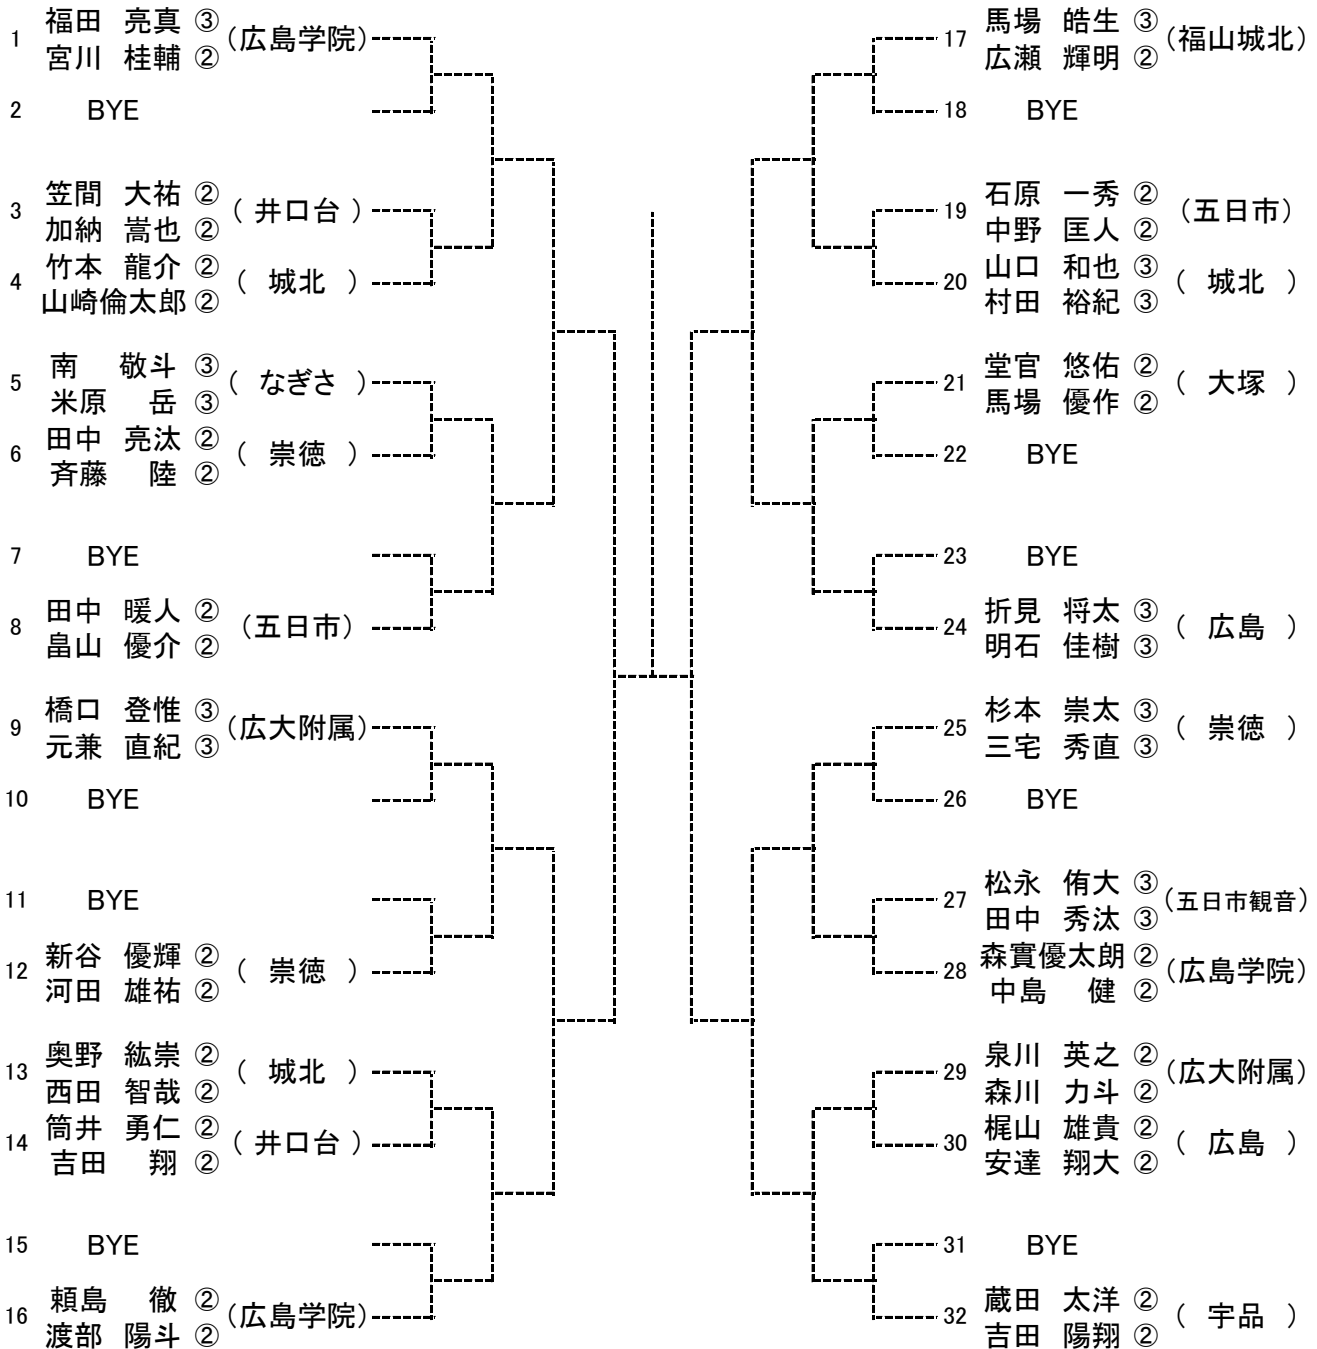 福田 亮真 ③
1 (広島学院)
宮川 桂輔 ②
2 BYE
笠間 大祐 ②
3 ( 井口台 )
加納 嵩也 ②
竹本 龍介 ②
4 ( 城北 )
山崎倫太郎 ②
南 敬斗 ③
5 ( なぎさ )
米原 岳 ③
田中 亮汰 ②
6 ( 崇徳 )
斉藤 陸 ②
7 BYE
田中 暖人 ②
8 (五日市)
畠山 優介 ②
橋口 登惟 ③
9 (広大附属)
元兼 直紀 ③
10 BYE
11 BYE
新谷 優輝 ②
12 ( 崇徳 )
河田 雄祐 ②
奥野 紘崇 ②
13 ( 城北 )
西田 智哉 ②
筒井 勇仁 ②
14 ( 井口台 )
吉田 翔 ②
15 BYE
頼島 徹 ②
16 (広島学院)
渡部 陽斗 ②
馬場 皓生 ③
17 (福山城北)
広瀬 輝明 ②
18 BYE
石原 一秀 ②
19 (五日市)
中野 匡人 ②
山口 和也 ③
20 ( 城北 )
村田 裕紀 ③
堂官 悠佑 ②
21 ( 大塚 )
馬場 優作 ②
22 BYE
23 BYE
折見 将太 ③
24 ( 広島 )
明石 佳樹 ③
杉本 崇太 ③
25 ( 崇徳 )
三宅 秀直 ③
26 BYE
松永 侑大 ③
27 (五日市観音)
田中 秀汰 ③
森實優太朗 ②
28 (広島学院)
中島 健 ②
泉川 英之 ②
29 (広大附属)
森川 力斗 ②
梶山 雄貴 ②
30 ( 広島 )
安達 翔大 ②
31 BYE
蔵田 太洋 ②
32 ( 宇品 )
吉田 陽翔 ②